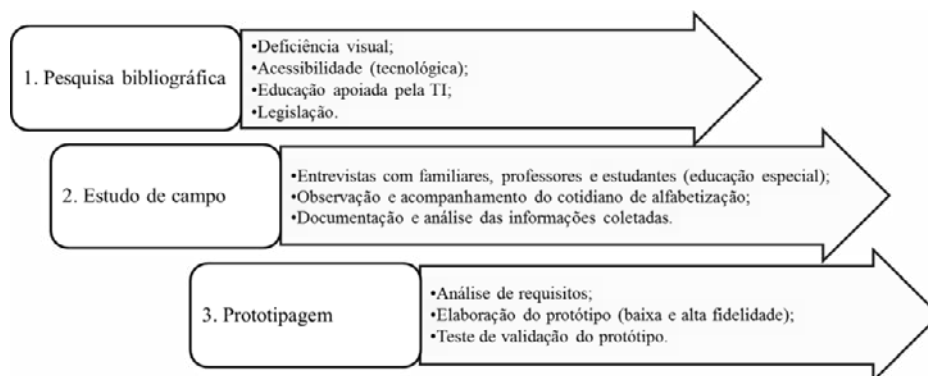 1. Pesquisa bibliográfica
•Deficiência visual;
•Acessibilidade (tecnológica);
•Educação apoiada pela TI;
•Legislação.
2. Estudo de campo
•Entrevistas com familiares, professores e estudantes (educação especial);
•Observação e acompanhamento do cotidiano de alfabetização;
•Documentação e análise das informações coletadas.
3. Prototipagem
•Análise de requisitos;
•Elaboração do protótipo (baixa e alta fidelidade);
•Teste de validação do protótipo.